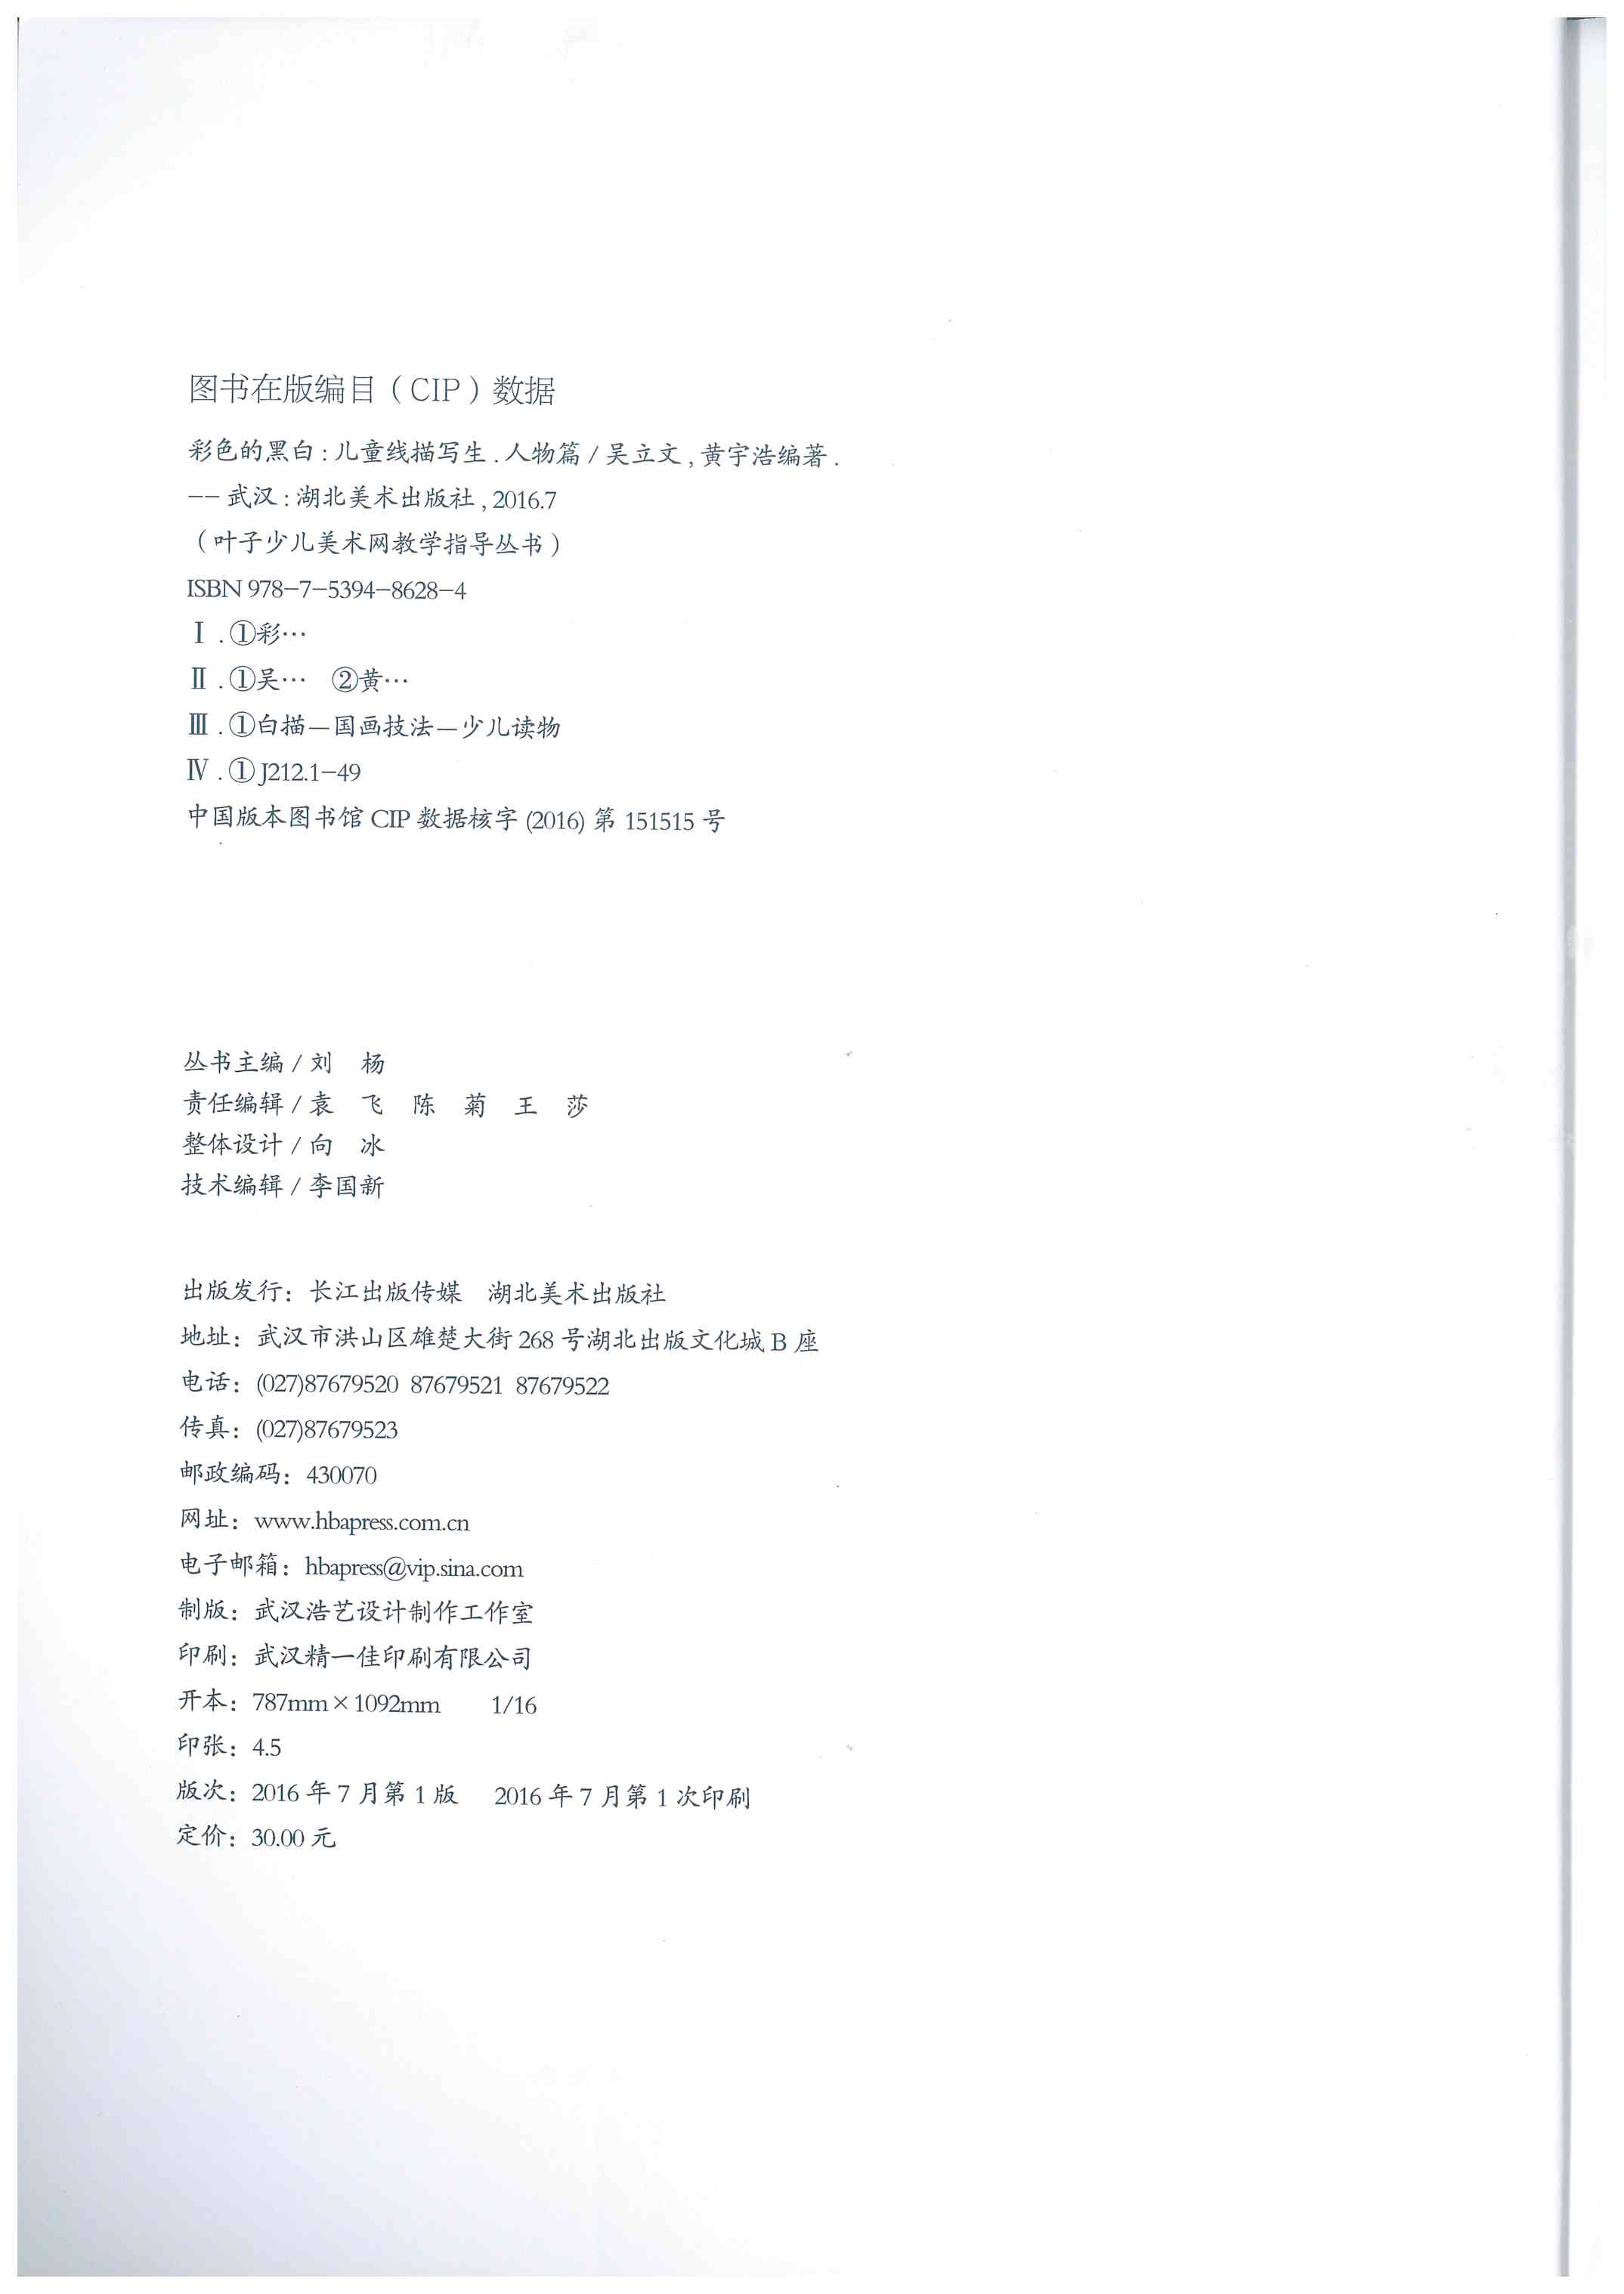 图书在版编目（CIP）数据
彩色的黑白:儿童线描写生.人物篇/吴立文,黄宇浩编著.
-- 武汉:湖北美术出版社,2016.7
（叶子少儿美术网教学指导丛书）
ISBN 978-7-5394-8628-4
Ⅰ.①彩…
Ⅱ.①吴… ②黄…
Ⅲ.①白描—国画技法—少儿读物
Ⅳ.①J212.1-49
中国版本图书馆 CIP 数据核字 (2016) 第 151515 号
丛书主编/刘 杨
责任编辑/袁 飞 陈 菊 王 莎
整体设计/向 冰
技术编辑/李国新
出版发行：长江出版传媒 湖北美术出版社
地址：武汉市洪山区雄楚大街 268 号湖北出版文化城 B 座
电话：(027)87679520 87679521 87679522
传真：(027)87679523
邮政编码：430070
网址：www.hbapress.com.cn
电子邮箱：hbapress@vip.sina.com
制版：武汉浩艺设计制作工作室
印刷：武汉精一佳印刷有限公司
开本：787mm×1092mm 1/16
印张：4.5
版次：2016 年 7 月第 1 版 2016 年 7 月第 1 次印刷
定价：30.00 元